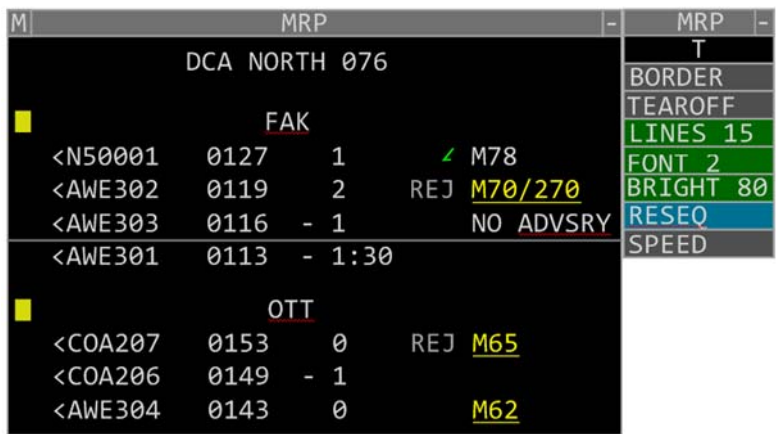 M MRP -
DCA NORTH 076
FAK
<N50001 0127 1 ∠ M78
<AWE302 0119 2 REJ M70/270
<AWE303 0116 - 1 NO ADVSRY
<AWE301 0113 - 1:30
OTT
<COA207 0153 0 REJ M65
<COA206 0149 - 1
<AWE304 0143 0 M62
MRP -
T
BORDER
TEAROFF
LINES 15
FONT 2
BRIGHT 80
RESEQ
SPEED